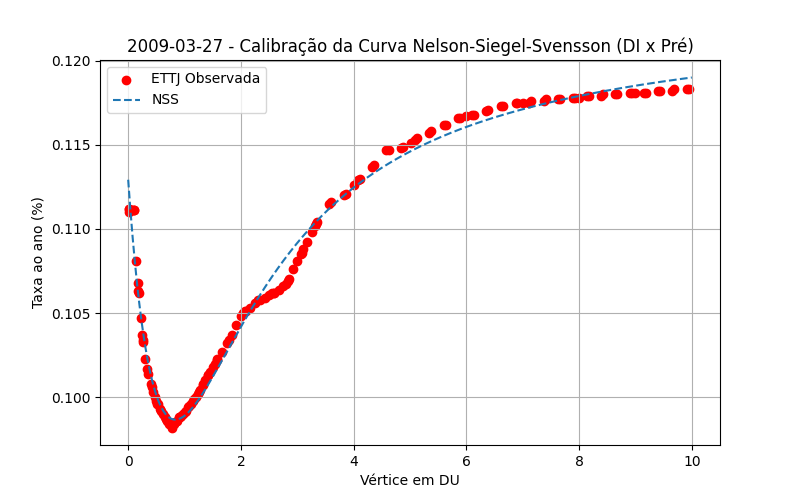 2009-03-27 - Calibração da Curva Nelson-Siegel-Svensson (DI x Pré)
ETTJ Observada
NSS
Taxa ao ano (%)
0.120
0.115
0.110
0.105
0.100
0
2
4
6
8
10
Vértice em DU